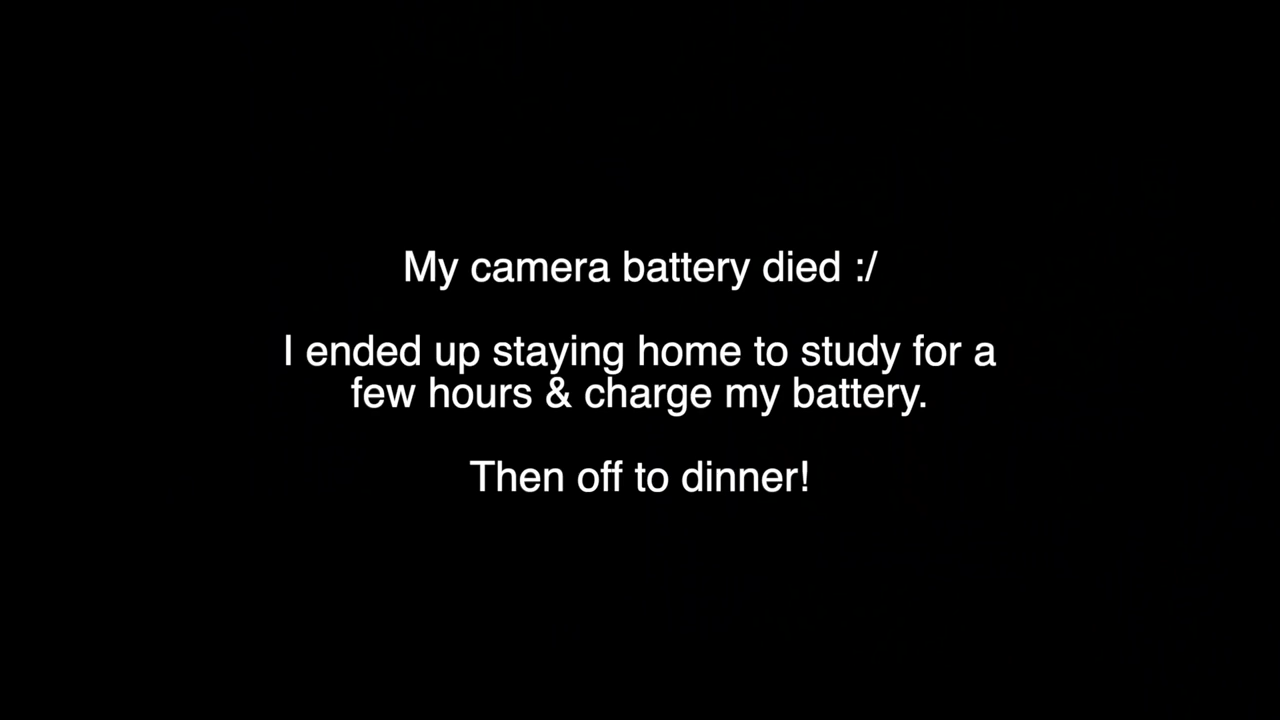 My camera battery died :/
I ended up staying home to study for a
few hours & charge my battery.
Then off to dinner!